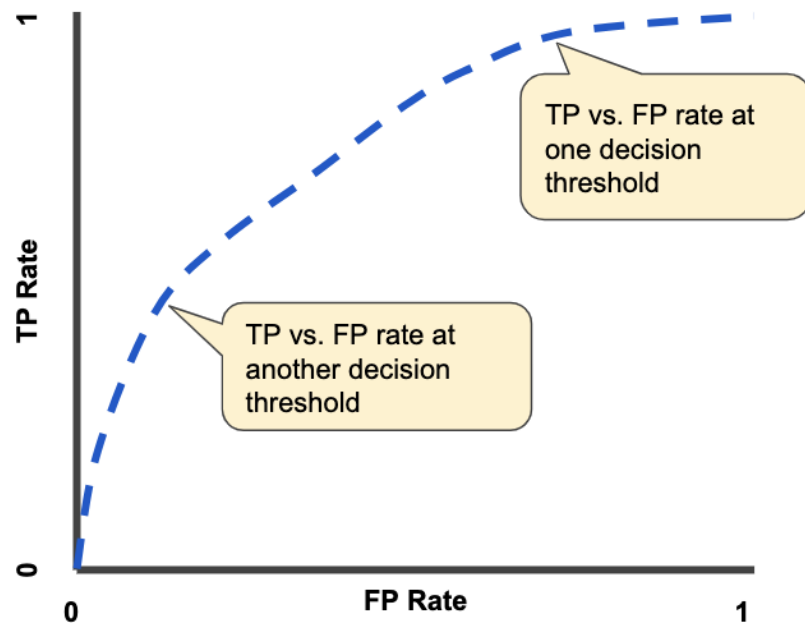 1
TP vs. FP rate at
one decision
threshold
TP Rate
TP vs. FP rate at
another decision
threshold
0
0
FP Rate
1